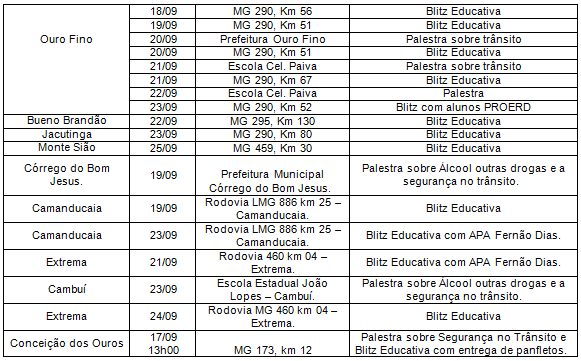 Ouro Fino
18/09 MG 290, Km 56 Blitz Educativa
19/09 MG 290, Km 51 Blitz Educativa
20/09 Prefeitura Ouro Fino Palestra sobre trânsito
20/09 MG 290, Km 51 Blitz Educativa
21/09 Escola Cel. Paiva Palestra sobre trânsito
21/09 MG 290, Km 67 Blitz Educativa
22/09 Escola Cel. Paiva Palestra
23/09 MG 290, Km 52 Blitz com alunos PROERD
Bueno Brandão 22/09 MG 295, Km 130 Blitz Educativa
Jacutinga 23/09 MG 290, Km 80 Blitz Educativa
Monte Sião 25/09 MG 459, Km 30 Blitz Educativa
Córrego do Bom
Jesus.
19/09
Prefeitura Municipal
Córrego do Bom Jesus.
Palestra sobre Álcool outras drogas e a
segurança no trânsito.
Camanducaia
19/09
Rodovia LMG 886 km 25 –
Camanducaia.
Blitz Educativa
Camanducaia
23/09
Rodovia LMG 886 km 25 –
Camanducaia.
Blitz Educativa com APA Fernão Dias.
Extrema
21/09
Rodovia 460 km 04 –
Extrema.
Blitz Educativa com APA Fernão Dias.
Cambuí
23/09
Escola Estadual João
Lopes – Cambuí.
Palestra sobre Álcool outras drogas e a
segurança no trânsito.
Extrema
24/09
Rodovia MG 460 km 04 –
Extrema.
Blitz Educativa
Conceição dos Ouros
17/09
13h00
MG 173, km 12
Palestra sobre Segurança no Trânsito e
Blitz Educativa com entrega de panfletos.